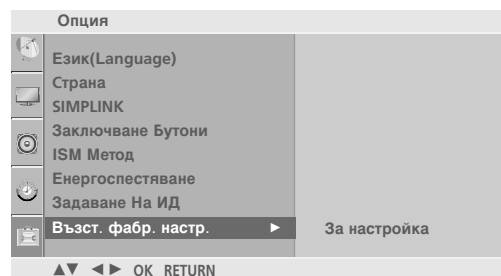 Опция
Език(Language)
Страна
SIMPLINK
Заключване Бутони
ISM Метод
Енергоспестяване
Задаване На ИД
Възст. фабр. настр. ► За настройка
▲▼ ◄► OK RETURN